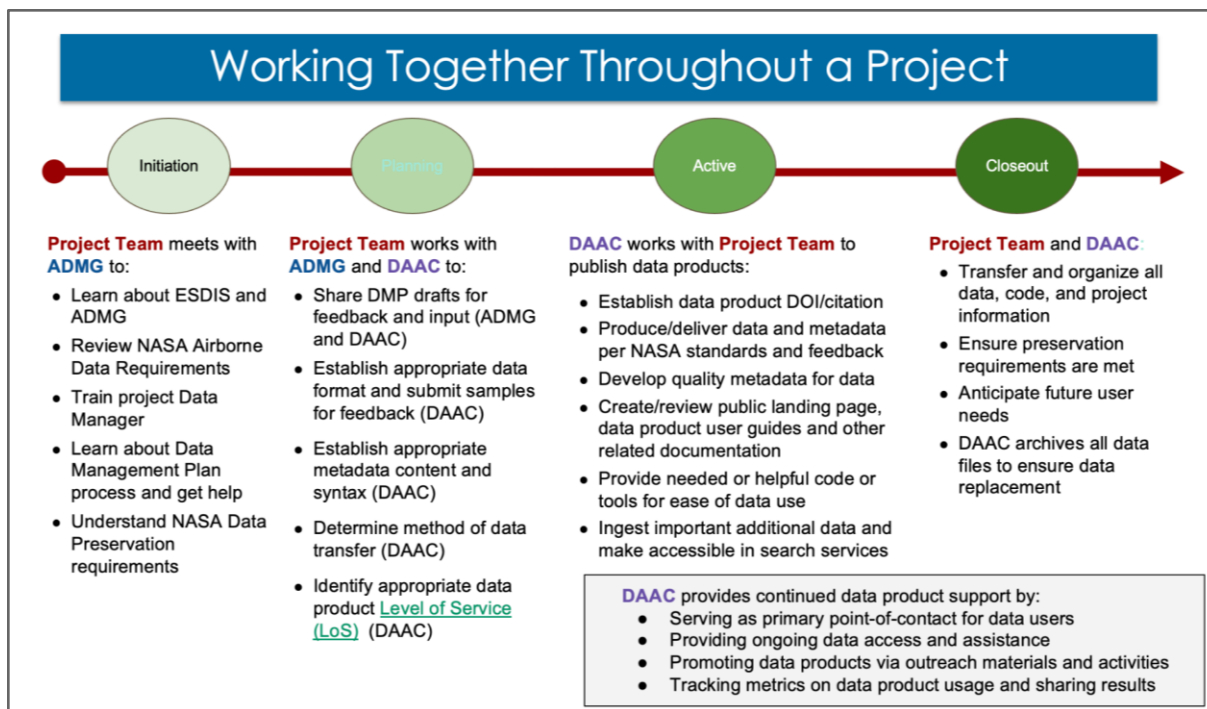 Working Together Throughout a Project
Initiation
Planning
Active
Closeout
Project Team meets with
ADMG to:
● Learn about ESDIS and
ADMG
● Review NASA Airborne
Data Requirements
● Train project Data
Manager
● Learn about Data
Management Plan
process and get help
● Understand NASA Data
Preservation
requirements
Project Team works with
ADMG and DAAC to:
● Share DMP drafts for
feedback and input (ADMG
and DAAC)
● Establish appropriate data
format and submit samples
for feedback (DAAC)
● Establish appropriate
metadata content and
syntax (DAAC)
● Determine method of data
transfer (DAAC)
● Identify appropriate data
product Level of Service
(LoS) (DAAC)
DAAC works with Project Team to
publish data products:
● Establish data product DOI/citation
● Produce/deliver data and metadata
per NASA standards and feedback
● Develop quality metadata for data
● Create/review public landing page,
data product user guides and other
related documentation
● Provide needed or helpful code or
tools for ease of data use
● Ingest important additional data and
make accessible in search services
Project Team and DAAC:
● Transfer and organize all
data, code, and project
information
● Ensure preservation
requirements are met
● Anticipate future user
needs
● DAAC archives all data
files to ensure data
replacement
DAAC provides continued data product support by:
● Serving as primary point-of-contact for data users
● Providing ongoing data access and assistance
● Promoting data products via outreach materials and activities
● Tracking metrics on data product usage and sharing results